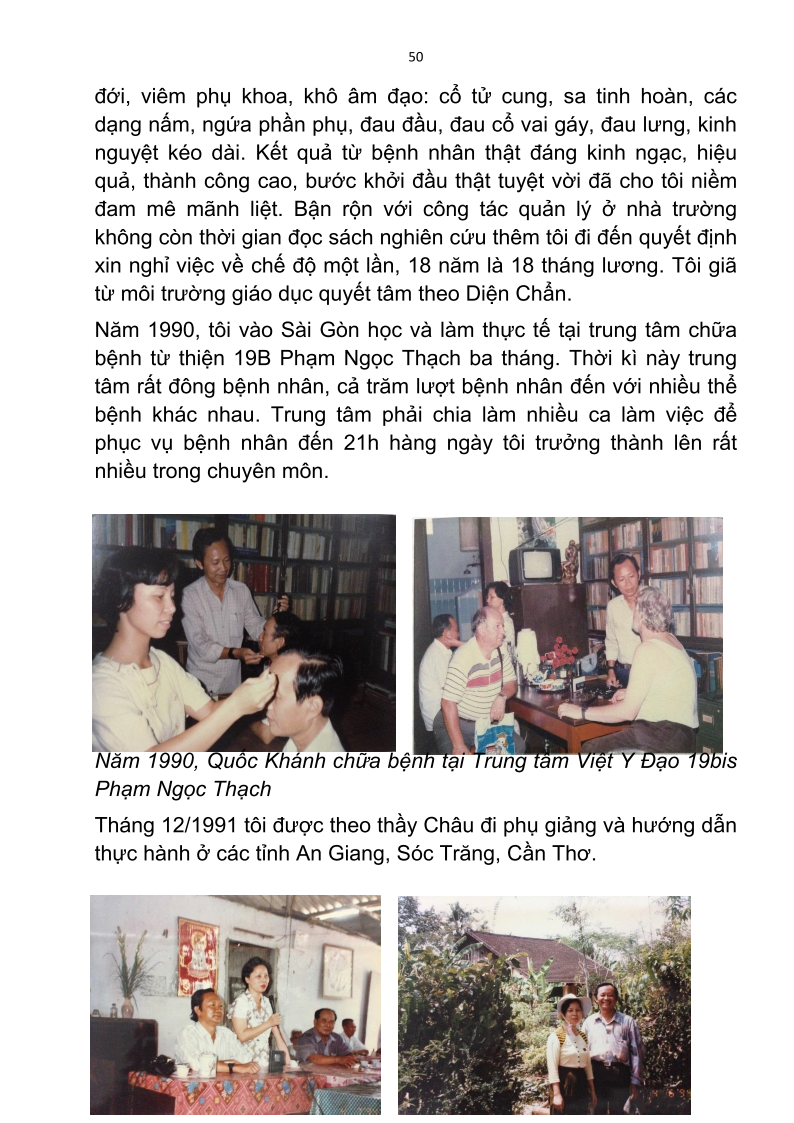 50
đới, viêm phụ khoa, khô âm đạo: cổ tử cung, sa tinh hoàn, các
dạng nấm, ngứa phần phụ, đau đầu, đau cổ vai gáy, đau lưng, kinh
nguyệt kéo dài. Kết quả từ bệnh nhân thật đáng kinh ngạc, hiệu
quả, thành công cao, bước khởi đầu thật tuyệt vời đã cho tôi niềm
đam mê mãnh liệt. Bận rộn với công tác quản lý ở nhà trường
không còn thời gian đọc sách nghiên cứu thêm tôi đi đến quyết định
xin nghỉ việc về chế độ một lần, 18 năm là 18 tháng lương. Tôi giã
từ môi trường giáo dục quyết tâm theo Diện Chẩn.
Năm 1990, tôi vào Sài Gòn học và làm thực tế tại trung tâm chữa
bệnh từ thiện 19B Phạm Ngọc Thạch ba tháng. Thời kì này trung
tâm rất đông bệnh nhân, cả trăm lượt bệnh nhân đến với nhiều thể
bệnh khác nhau. Trung tâm phải chia làm nhiều ca làm việc để
phục vụ bệnh nhân đến 21h hàng ngày tôi trưởng thành lên rất
nhiều trong chuyên môn.
Năm 1990, Quốc Khánh chữa bệnh tại Trung tâm Việt Y Đạo 19bis
Phạm Ngọc Thạch
Tháng 12/1991 tôi được theo thầy Châu đi phụ giảng và hướng dẫn
thực hành ở các tỉnh An Giang, Sóc Trăng, Cần Thơ.